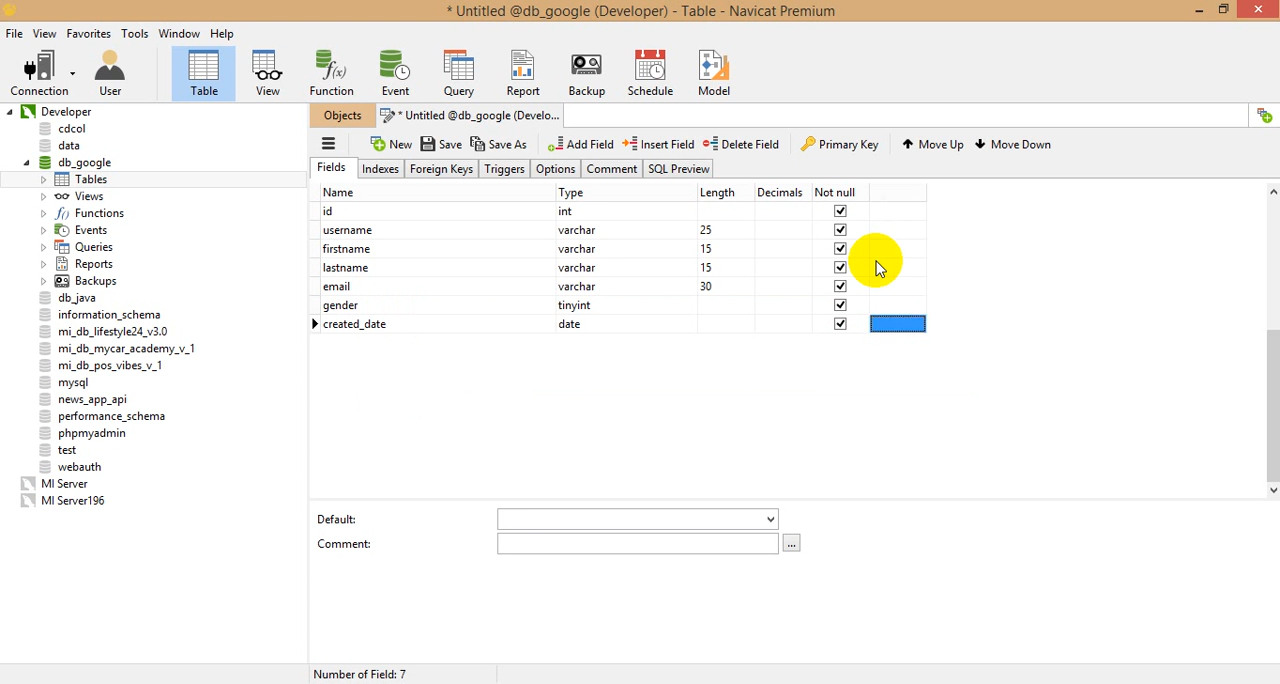 * Untitled @db_google (Developer) - Table - Navicat Premium
File View Favorites Tools Window Help
Connection User Table View Function Event Query Report Backup Schedule Model
Developer
cdcol
data
db_google
Tables
Views
Functions
Events
Queries
Reports
Backups
db_java
information_schema
mi_db_lifestyle24_v3.0
mi_db_mycar_academy_v_1
mi_db_pos_vibes_v_1
mysql
news_app_api
performance_schema
phpmyadmin
test
webauth
MI Server
MI Server196
Objects * Untitled @db_google (Develo...
New Save Save As Add Field Insert Field Delete Field Primary Key Move Up Move Down
Fields Indexes Foreign Keys Triggers Options Comment SQL Preview
Name Type Length Decimals Not null
id int
username varchar 25
firstname varchar 15
lastname varchar 15
email varchar 30
gender tinyint
created_date date
Default:
Comment: ...
Number of Field: 7